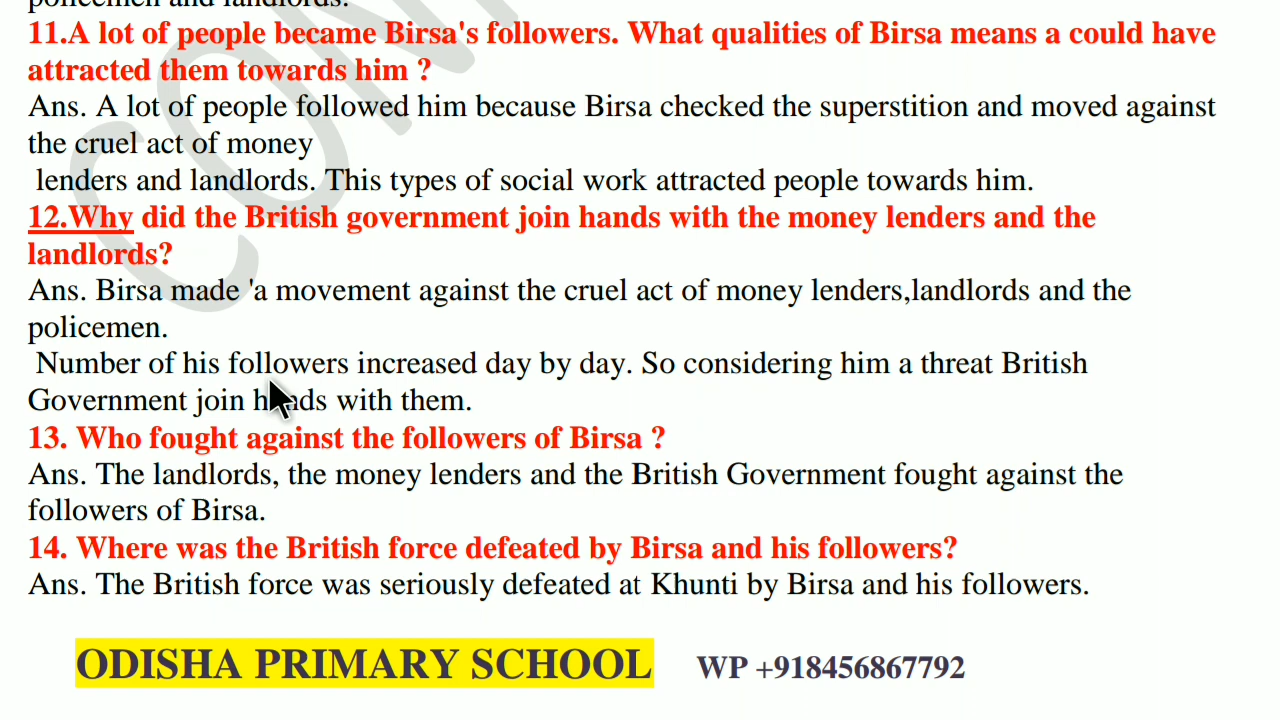 policemen and landlords.
11.A lot of people became Birsa's followers. What qualities of Birsa means a could have
attracted them towards him ?
Ans. A lot of people followed him because Birsa checked the superstition and moved against
the cruel act of money
lenders and landlords. This types of social work attracted people towards him.
12.Why did the British government join hands with the money lenders and the
landlords?
Ans. Birsa made 'a movement against the cruel act of money lenders,landlords and the
policemen.
Number of his followers increased day by day. So considering him a threat British
Government join hands with them.
13. Who fought against the followers of Birsa ?
Ans. The landlords, the money lenders and the British Government fought against the
followers of Birsa.
14. Where was the British force defeated by Birsa and his followers?
Ans. The British force was seriously defeated at Khunti by Birsa and his followers.
ODISHA PRIMARY SCHOOL WP +918456867792